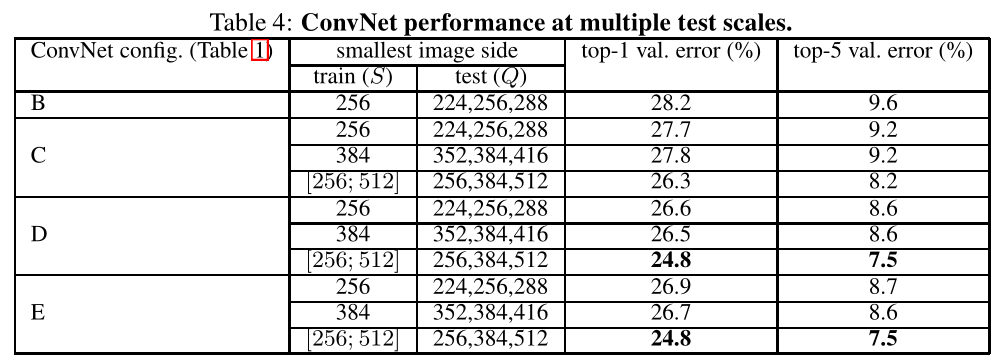 Table 4: ConvNet performance at multiple test scales.
ConvNet config. (Table 1) smallest image side top-1 val. error (%) top-5 val. error (%)
train (S) test (Q)
B 256 224,256,288 28.2 9.6
256 224,256,288 27.7 9.2
C 384 352,384,416 27.8 9.2
[256; 512] 256,384,512 26.3 8.2
256 224,256,288 26.6 8.6
D 384 352,384,416 26.5 8.6
[256; 512] 256,384,512 24.8 7.5
256 224,256,288 26.9 8.7
E 384 352,384,416 26.7 8.6
[256; 512] 256,384,512 24.8 7.5